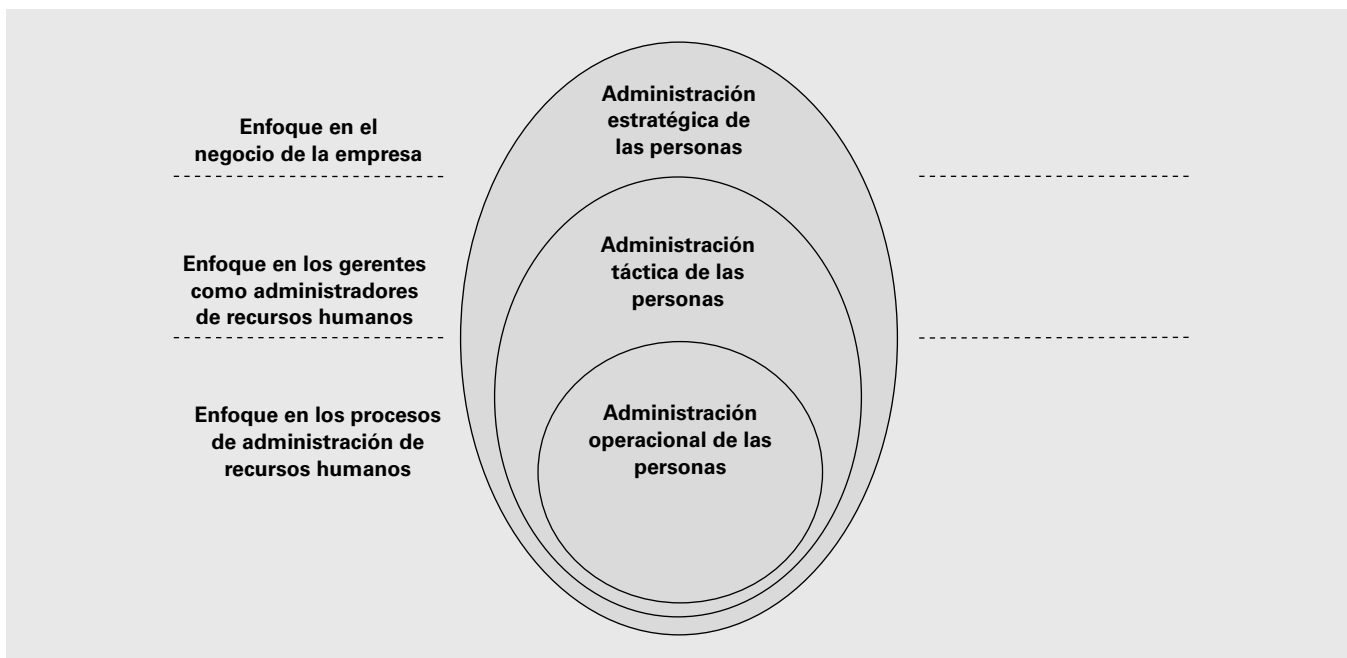 Enfoque en el
negocio de la empresa
Administración
estratégica de
las personas
Enfoque en los gerentes
como administradores
de recursos humanos
Administración
táctica de las
personas
Enfoque en los procesos
de administración de
recursos humanos
Administración
operacional de las
personas